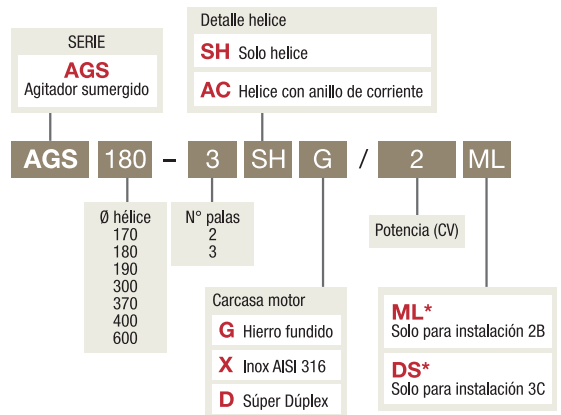 SERIE
AGS
Agitador sumergido
Detalle helice
SH Solo helice
AC Helice con anillo de corriente
AGS 180 – 3 SH G / 2 ML
Ø hélice
170
180
190
300
370
400
600
N° palas
2
3
Potencia (CV)
Carcasa motor
G Hierro fundido
X Inox AISI 316
D Súper Dúplex
ML*
Solo para instalación 2B
DS*
Solo para instalación 3C